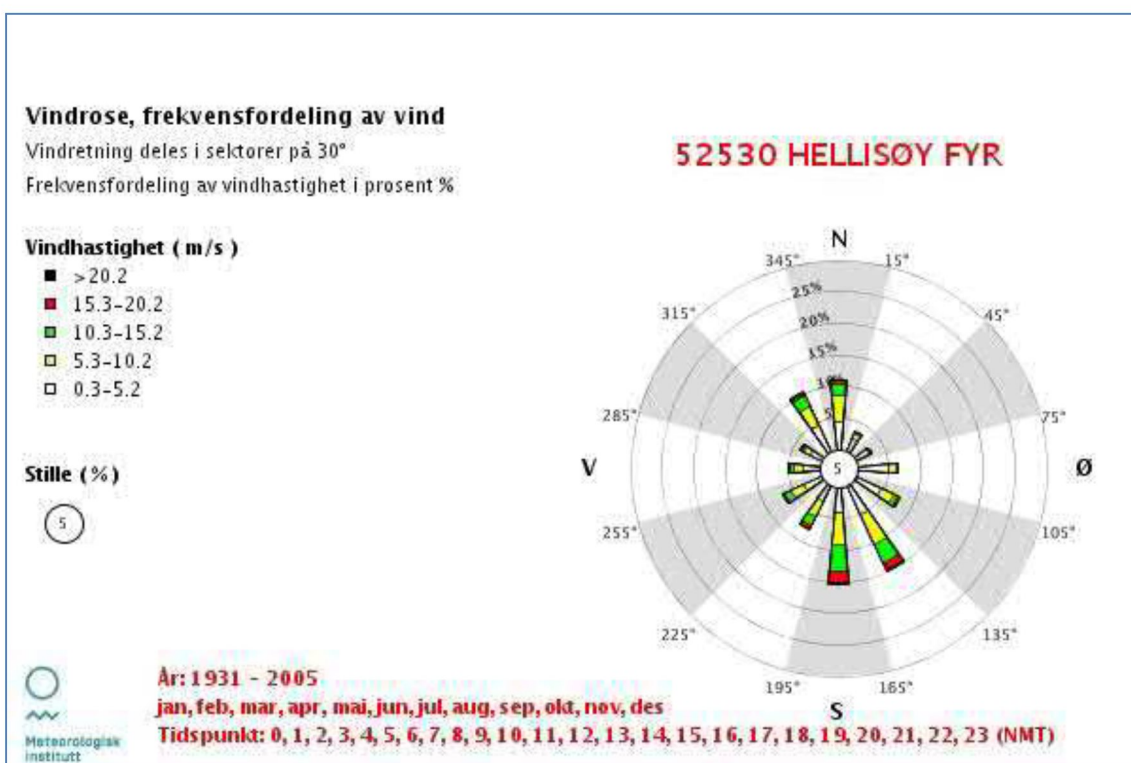 Vindrose, frekvensfordeling av vind
Vindretning deles i sektorer på 30°
Frekvensfordeling av vindhastighet i prosent %
52530 HELLISØY FYR
Vindhastighet ( m/s )
>20.2
15.3-20.2
10.3-15.2
5.3-10.2
0.3-5.2
Stille (%)
5
N
345°
15°
315°
45°
25%
20%
15%
285°
75°
V
5
Ø
255°
105°
225°
135°
195°
165°
S
År: 1931 - 2005
jan, feb, mar, apr, mai, jun, jul, aug, sep, okt, nov, des
Tidspunkt: 0, 1, 2, 3, 4, 5, 6, 7, 8, 9, 10, 11, 12, 13, 14, 15, 16, 17, 18, 19, 20, 21, 22, 23 (NMT)
Meteorologisk
institutt